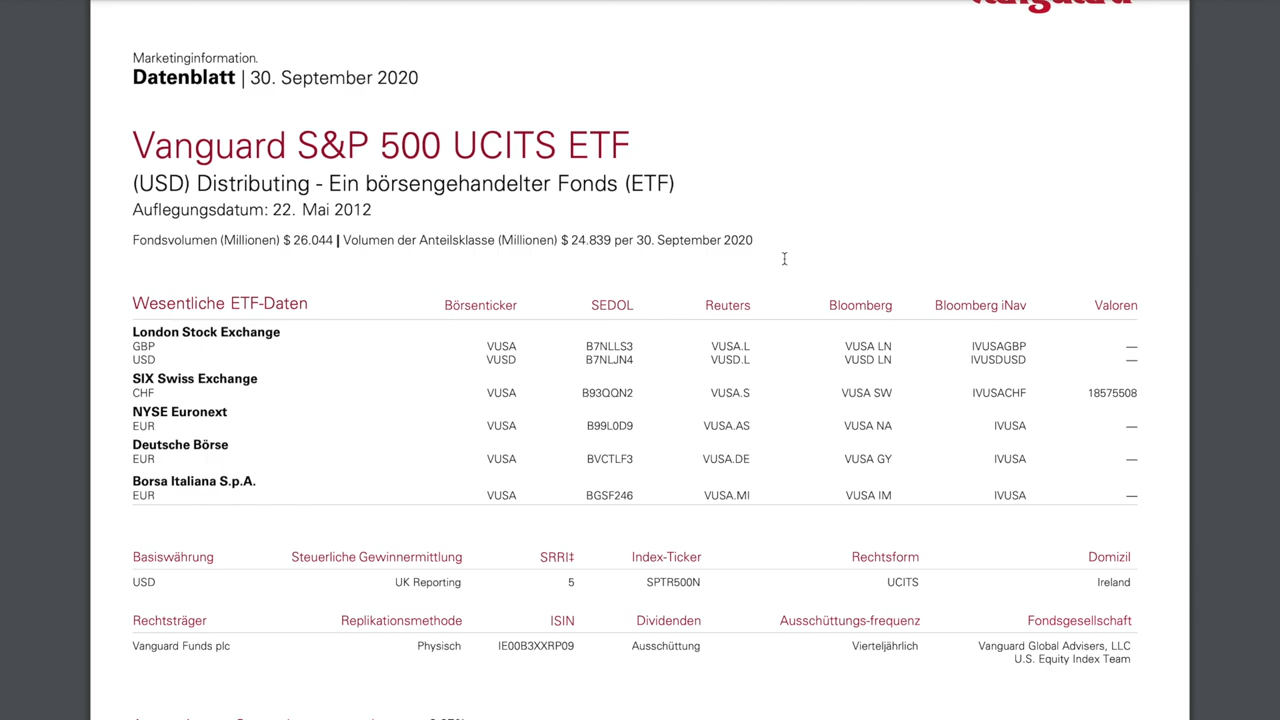 Vanguard
Marketinginformation.
Datenblatt | 30. September 2020
Vanguard S&P 500 UCITS ETF
(USD) Distributing - Ein börsengehandelter Fonds (ETF)
Auflegungsdatum: 22. Mai 2012
Fondsvolumen (Millionen) $ 26.044 | Volumen der Anteilsklasse (Millionen) $ 24.839 per 30. September 2020
Wesentliche ETF-Daten Börsenticker SEDOL Reuters Bloomberg Bloomberg iNav Valoren
London Stock Exchange
GBP VUSA B7NLLS3 VUSA.L VUSA LN IVUSAGBP —
USD VUSD B7NLJN4 VUSD.L VUSD LN IVUSDUSD —
SIX Swiss Exchange
CHF VUSA B93QQN2 VUSA.S VUSA SW IVUSACHF 18575508
NYSE Euronext
EUR VUSA B99L0D9 VUSA.AS VUSA NA IVUSA —
Deutsche Börse
EUR VUSA BVCTLF3 VUSA.DE VUSA GY IVUSA —
Borsa Italiana S.p.A.
EUR VUSA BGSF246 VUSA.MI VUSA IM IVUSA —
Basiswährung Steuerliche Gewinnermittlung SRRI‡ Index-Ticker Rechtsform Domizil
USD UK Reporting 5 SPTR500N UCITS Ireland
Rechtsträger Replikationsmethode ISIN Dividenden Ausschüttungs-frequenz Fondsgesellschaft
Vanguard Funds plc Physisch IE00B3XXRP09 Ausschüttung Vierteljährlich Vanguard Global Advisers, LLC
U.S. Equity Index Team